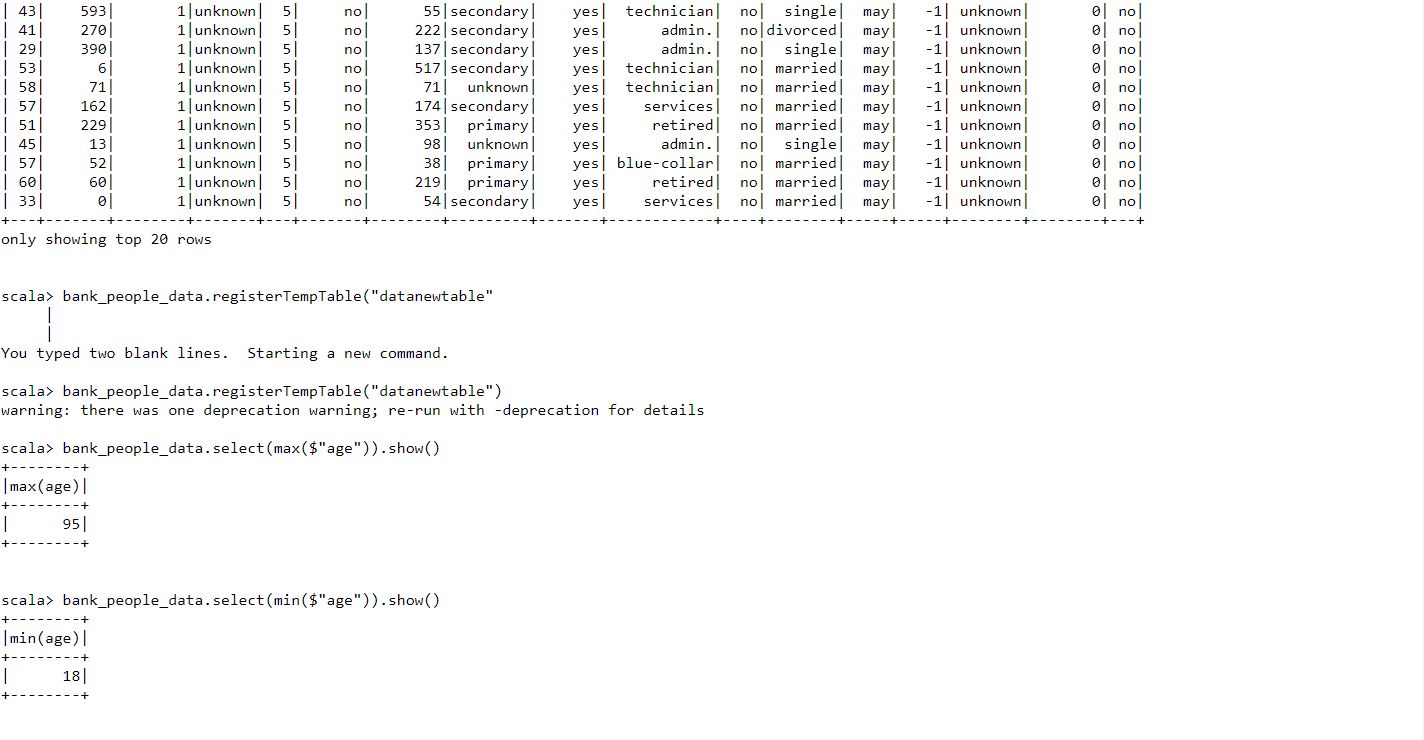 | 43|    593|        1|unknown|  5|     no|      55|secondary|    yes|  technician|  no|  single|  may|   -1| unknown|       0| no|
| 41|    270|        1|unknown|  5|     no|     222|secondary|    yes|      admin.|  no|divorced|  may|   -1| unknown|       0| no|
| 29|    390|        1|unknown|  5|     no|     137|secondary|    yes|      admin.|  no|  single|  may|   -1| unknown|       0| no|
| 53|      6|        1|unknown|  5|     no|     517|secondary|    yes|  technician|  no| married|  may|   -1| unknown|       0| no|
| 58|     71|        1|unknown|  5|     no|      71|  unknown|    yes|  technician|  no| married|  may|   -1| unknown|       0| no|
| 57|    162|        1|unknown|  5|     no|     174|secondary|    yes|    services|  no| married|  may|   -1| unknown|       0| no|
| 51|    229|        1|unknown|  5|     no|     353|  primary|    yes|     retired|  no| married|  may|   -1| unknown|       0| no|
| 45|     13|        1|unknown|  5|     no|      98|  unknown|    yes|      admin.|  no|  single|  may|   -1| unknown|       0| no|
| 57|     52|        1|unknown|  5|     no|      38|  primary|    yes| blue-collar|  no| married|  may|   -1| unknown|       0| no|
| 60|     60|        1|unknown|  5|     no|     219|  primary|    yes|     retired|  no| married|  may|   -1| unknown|       0| no|
| 33|      0|        1|unknown|  5|     no|      54|secondary|    yes|    services|  no| married|  may|   -1| unknown|       0| no|
+---+-------+---------+-------+---+-------+--------+---------+-------+------------+----+--------+-----+-----+--------+--------+---+
only showing top 20 rows
scala> bank_people_data.registerTempTable("datanewtable"
     |
     |
You typed two blank lines.  Starting a new command.
scala> bank_people_data.registerTempTable("datanewtable")
warning: there was one deprecation warning; re-run with -deprecation for details
scala> bank_people_data.select(max($"age")).show()
+--------+
|max(age)|
+--------+
|      95|
+--------+
scala> bank_people_data.select(min($"age")).show()
+--------+
|min(age)|
+--------+
|      18|
+--------+